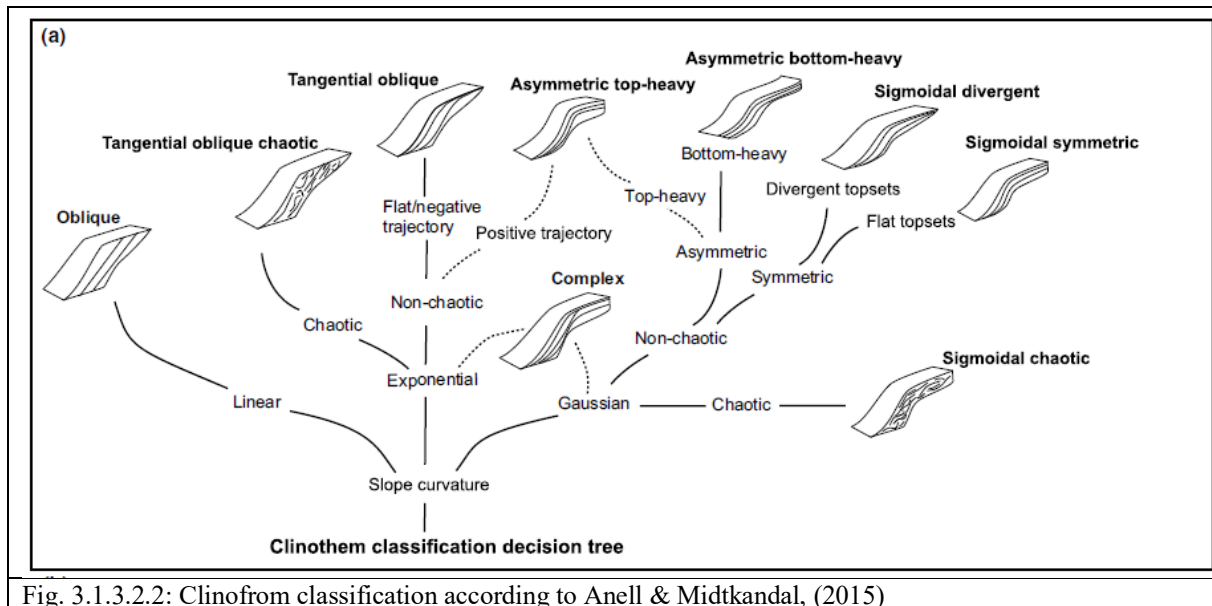 (a)
Asymmetric bottom-heavy
Tangential oblique
Asymmetric top-heavy
Sigmoidal divergent
Tangential oblique chaotic
Sigmoidal symmetric
Bottom-heavy
Top-heavy
Divergent topsets
Flat/negative
trajectory
Oblique
Positive trajectory
Flat topsets
Asymmetric
Symmetric
Complex
Non-chaotic
Chaotic
Non-chaotic
Sigmoidal chaotic
Exponential
Linear
Gaussian
Chaotic
Slope curvature
Clinothem classification decision tree
Fig. 3.1.3.2.2: Clinofrom classification according to Anell & Midtkandal, (2015)